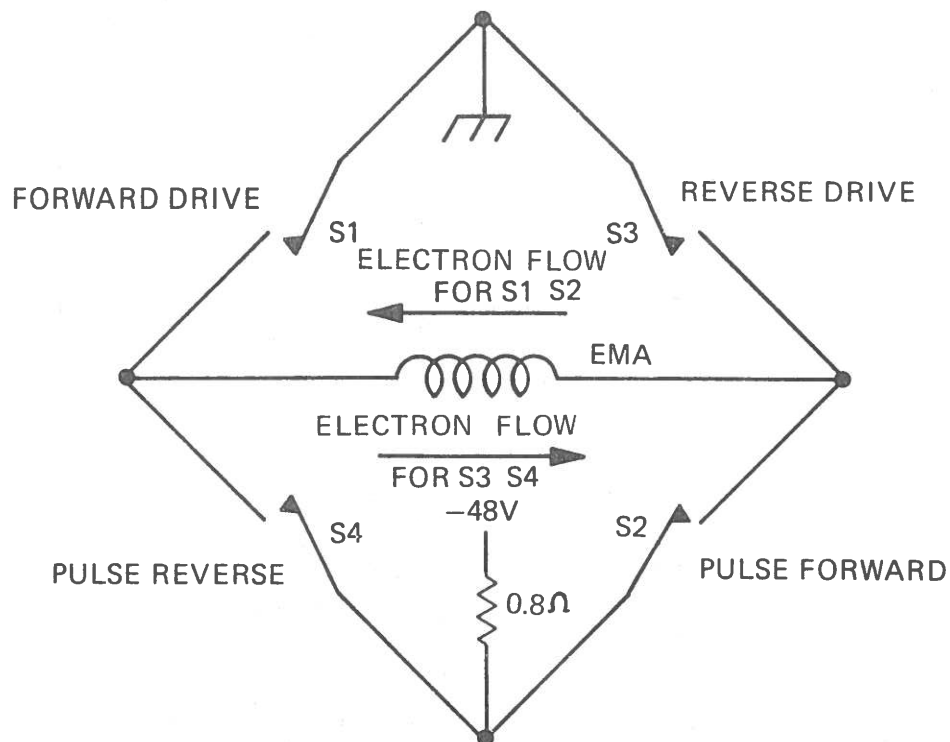 FORWARD DRIVE
REVERSE DRIVE
S1
S3
ELECTRON FLOW
FOR S1 S2
EMA
ELECTRON FLOW
FOR S3 S4
−48V
S4
S2
PULSE REVERSE
PULSE FORWARD
0.8Ω